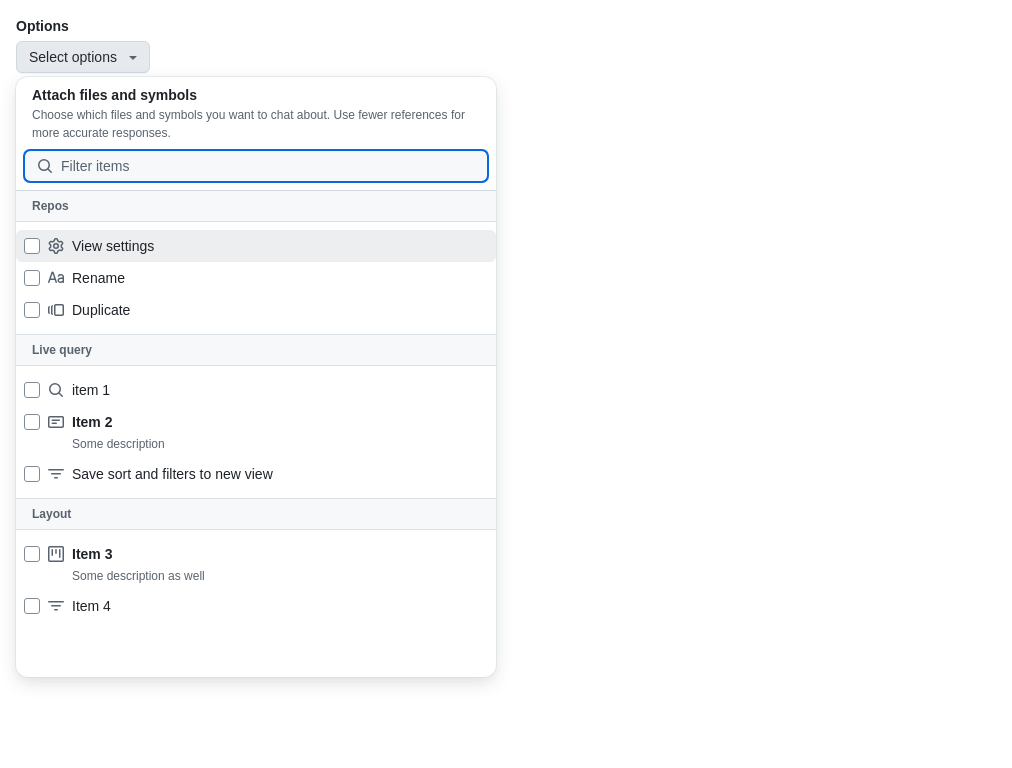 Options
Select options
Attach files and symbols
Choose which files and symbols you want to chat about. Use fewer references for
more accurate responses.
Filter items
Repos
View settings
Rename
Duplicate
Live query
item 1
Item 2
Some description
Save sort and filters to new view
Layout
Item 3
Some description as well
Item 4